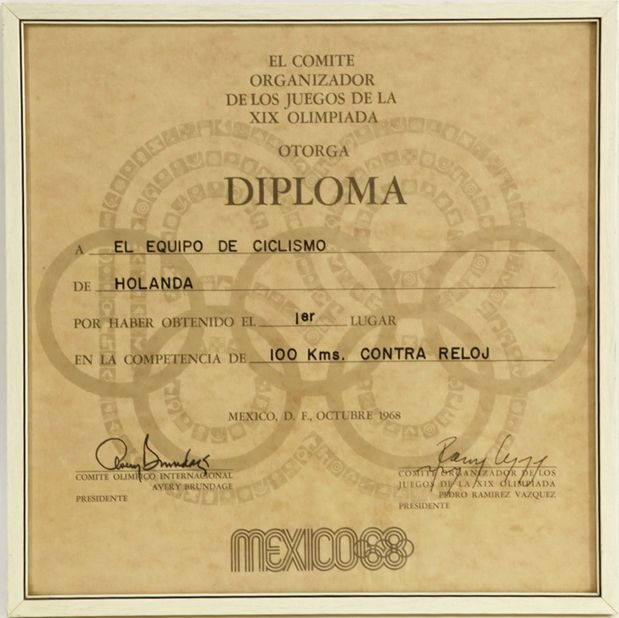 EL COMITE
ORGANIZADOR
DE LOS JUEGOS DE LA
XIX OLIMPIADA
OTORGA
DIPLOMA
A EL EQUIPO DE CICLISMO
DE HOLANDA
POR HABER OBTENIDO EL 1er LUGAR
EN LA COMPETENCIA DE 100 Kms. CONTRA RELOJ
MEXICO, D. F., OCTUBRE 1968
Avery Brundage
COMITE OLIMPICO INTERNACIONAL
AVERY BRUNDAGE
PRESIDENTE
COMITE ORGANIZADOR DE LOS
JUEGOS DE LA XIX OLIMPIADA
PEDRO RAMIREZ VAZQUEZ
PRESIDENTE
MEXICO68